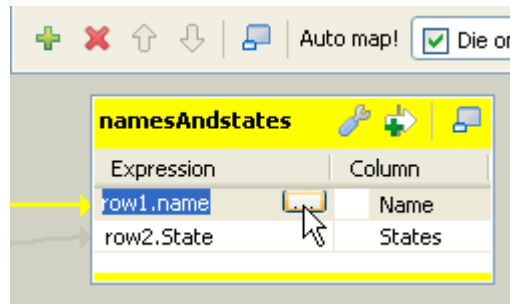 Auto map! Die or
namesAndstates
Expression Column
row1.name ... Name
row2.State States